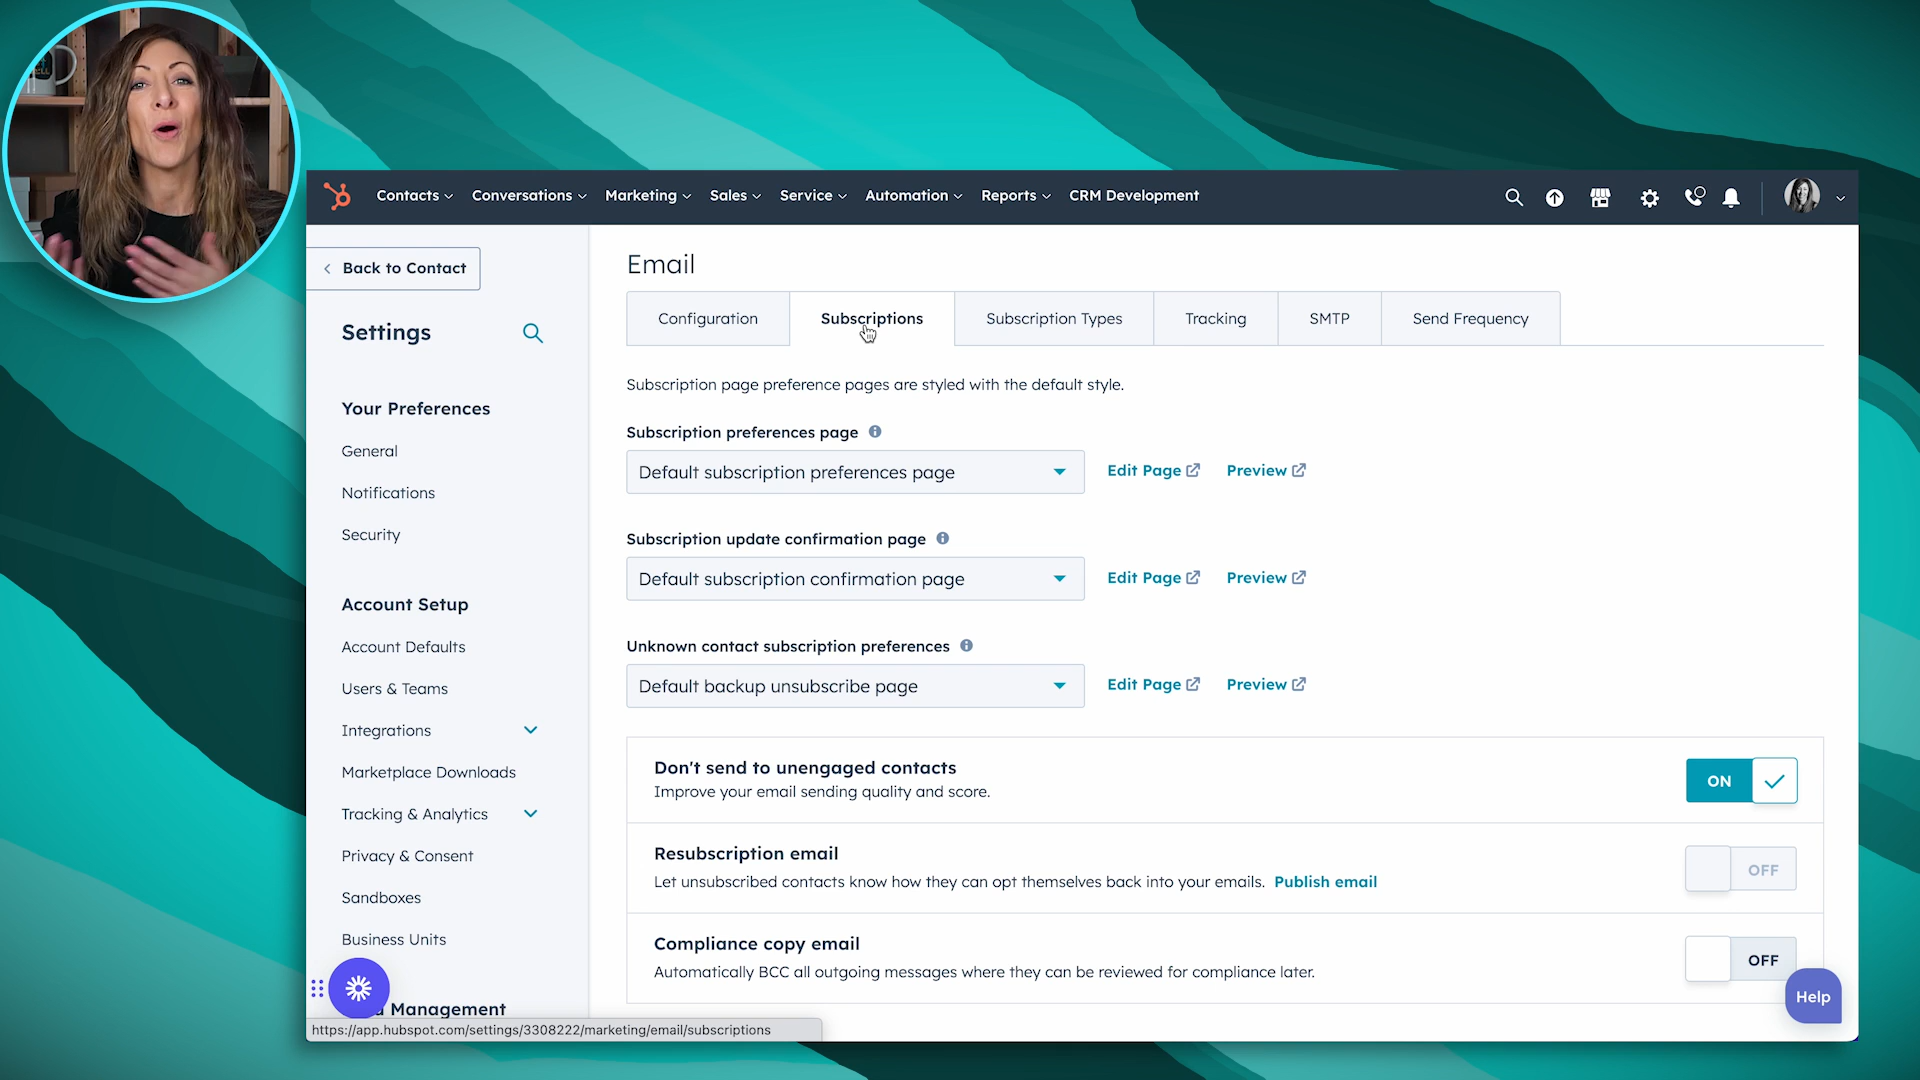 Contacts
Conversations
Marketing
Sales
Service
Automation
Reports
CRM Development
Back to Contact
Settings
Your Preferences
General
Notifications
Security
Account Setup
Account Defaults
Users & Teams
Integrations
Marketplace Downloads
Tracking & Analytics
Privacy & Consent
Sandboxes
Business Units
Management
https://app.hubspot.com/settings/3308222/marketing/email/subscriptions
Email
Configuration
Subscriptions
Subscription Types
Tracking
SMTP
Send Frequency
Subscription page preference pages are styled with the default style.
Subscription preferences page
Default subscription preferences page
Edit Page
Preview
Subscription update confirmation page
Default subscription confirmation page
Edit Page
Preview
Unknown contact subscription preferences
Default backup unsubscribe page
Edit Page
Preview
Don't send to unengaged contacts
Improve your email sending quality and score.
ON
Resubscription email
Let unsubscribed contacts know how they can opt themselves back into your emails. Publish email
OFF
Compliance copy email
Automatically BCC all outgoing messages where they can be reviewed for compliance later.
OFF
Help